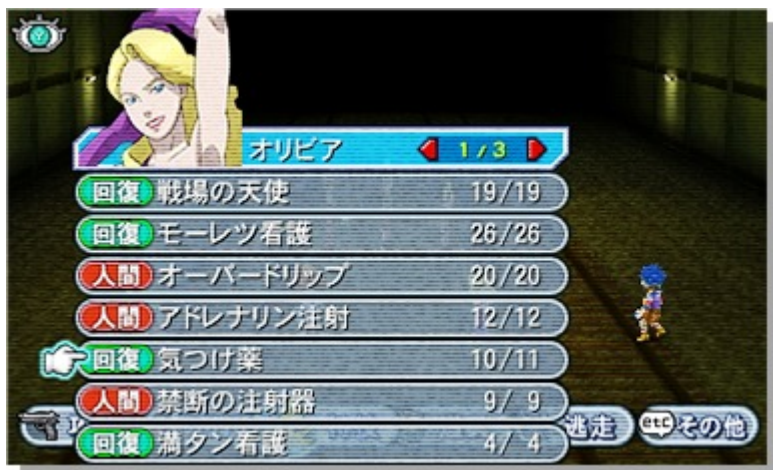 オリビア 1/3
回復 戦場の天使 19/19
回復 モーレツ看護 26/26
人間 オーバードリップ 20/20
人間 アドレナリン注射 12/12
回復 気つけ薬 10/11
人間 禁断の注射器 9/ 9
回復 満タン看護 4/ 4
逃走 etc その他